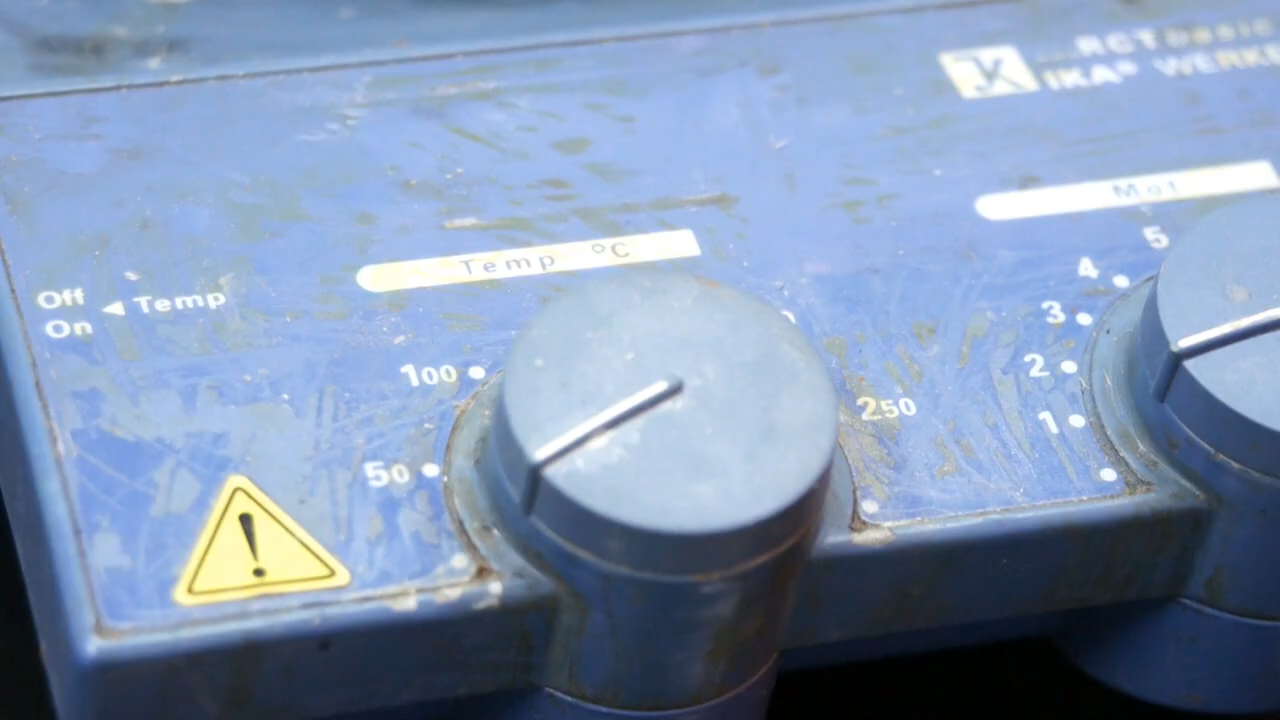 RCT basic
IKA® WERKE
Mot
Temp °C
Off
Temp
On
5
4
3
2
1
100
50
250